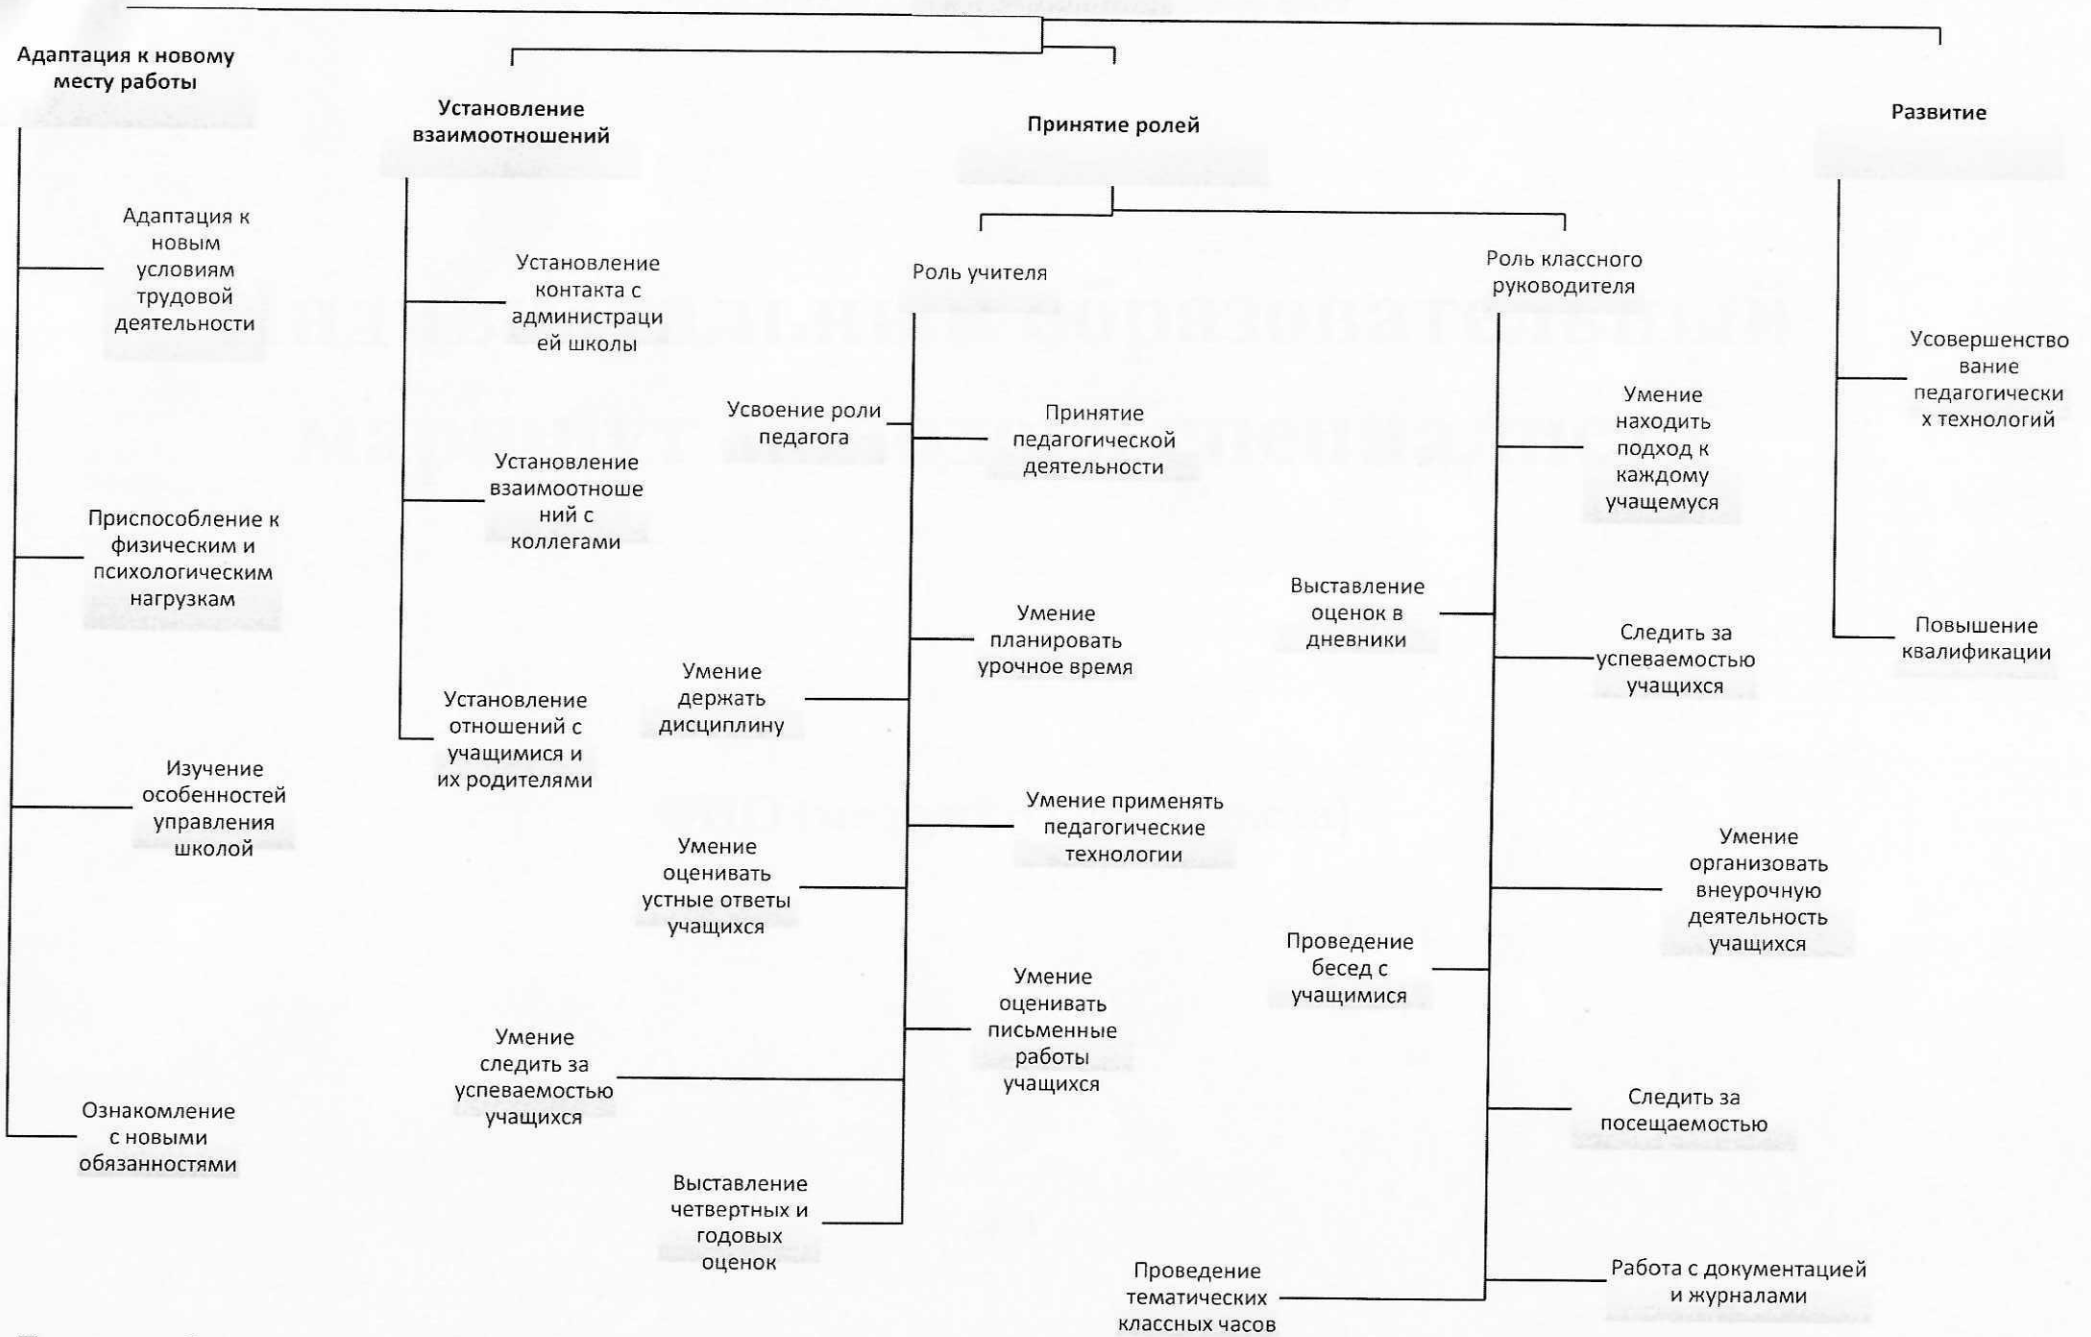 Адаптация к новому
месту работы
Адаптация к
новым
условиям
трудовой
деятельности
Приспособление к
физическим и
психологическим
нагрузкам
Изучение
особенностей
управления
школой
Ознакомление
с новыми
обязанностями
Установление
взаимоотношений
Установление
контакта с
администраци
ей школы
Установление
взаимоотноше
ний с
коллегами
Установление
отношений с
учащимися и
их родителями
Принятие ролей
Роль учителя
Усвоение роли
педагога
Принятие
педагогической
деятельности
Умение
планировать
урочное время
Умение
держать
дисциплину
Умение применять
педагогические
технологии
Умение
оценивать
устные ответы
учащихся
Умение
оценивать
письменные
работы
учащихся
Умение
следить за
успеваемостью
учащихся
Выставление
четвертных и
годовых
оценок
Роль классного
руководителя
Умение
находить
подход к
каждому
учащемуся
Выставление
оценок в
дневники
Следить за
успеваемостью
учащихся
Умение
организовать
внеурочную
деятельность
учащихся
Проведение
бесед с
учащимися
Следить за
посещаемостью
Работа с документацией
и журналами
Проведение
тематических
классных часов
Развитие
Усовершенство
вание
педагогически
х технологий
Повышение
квалификации